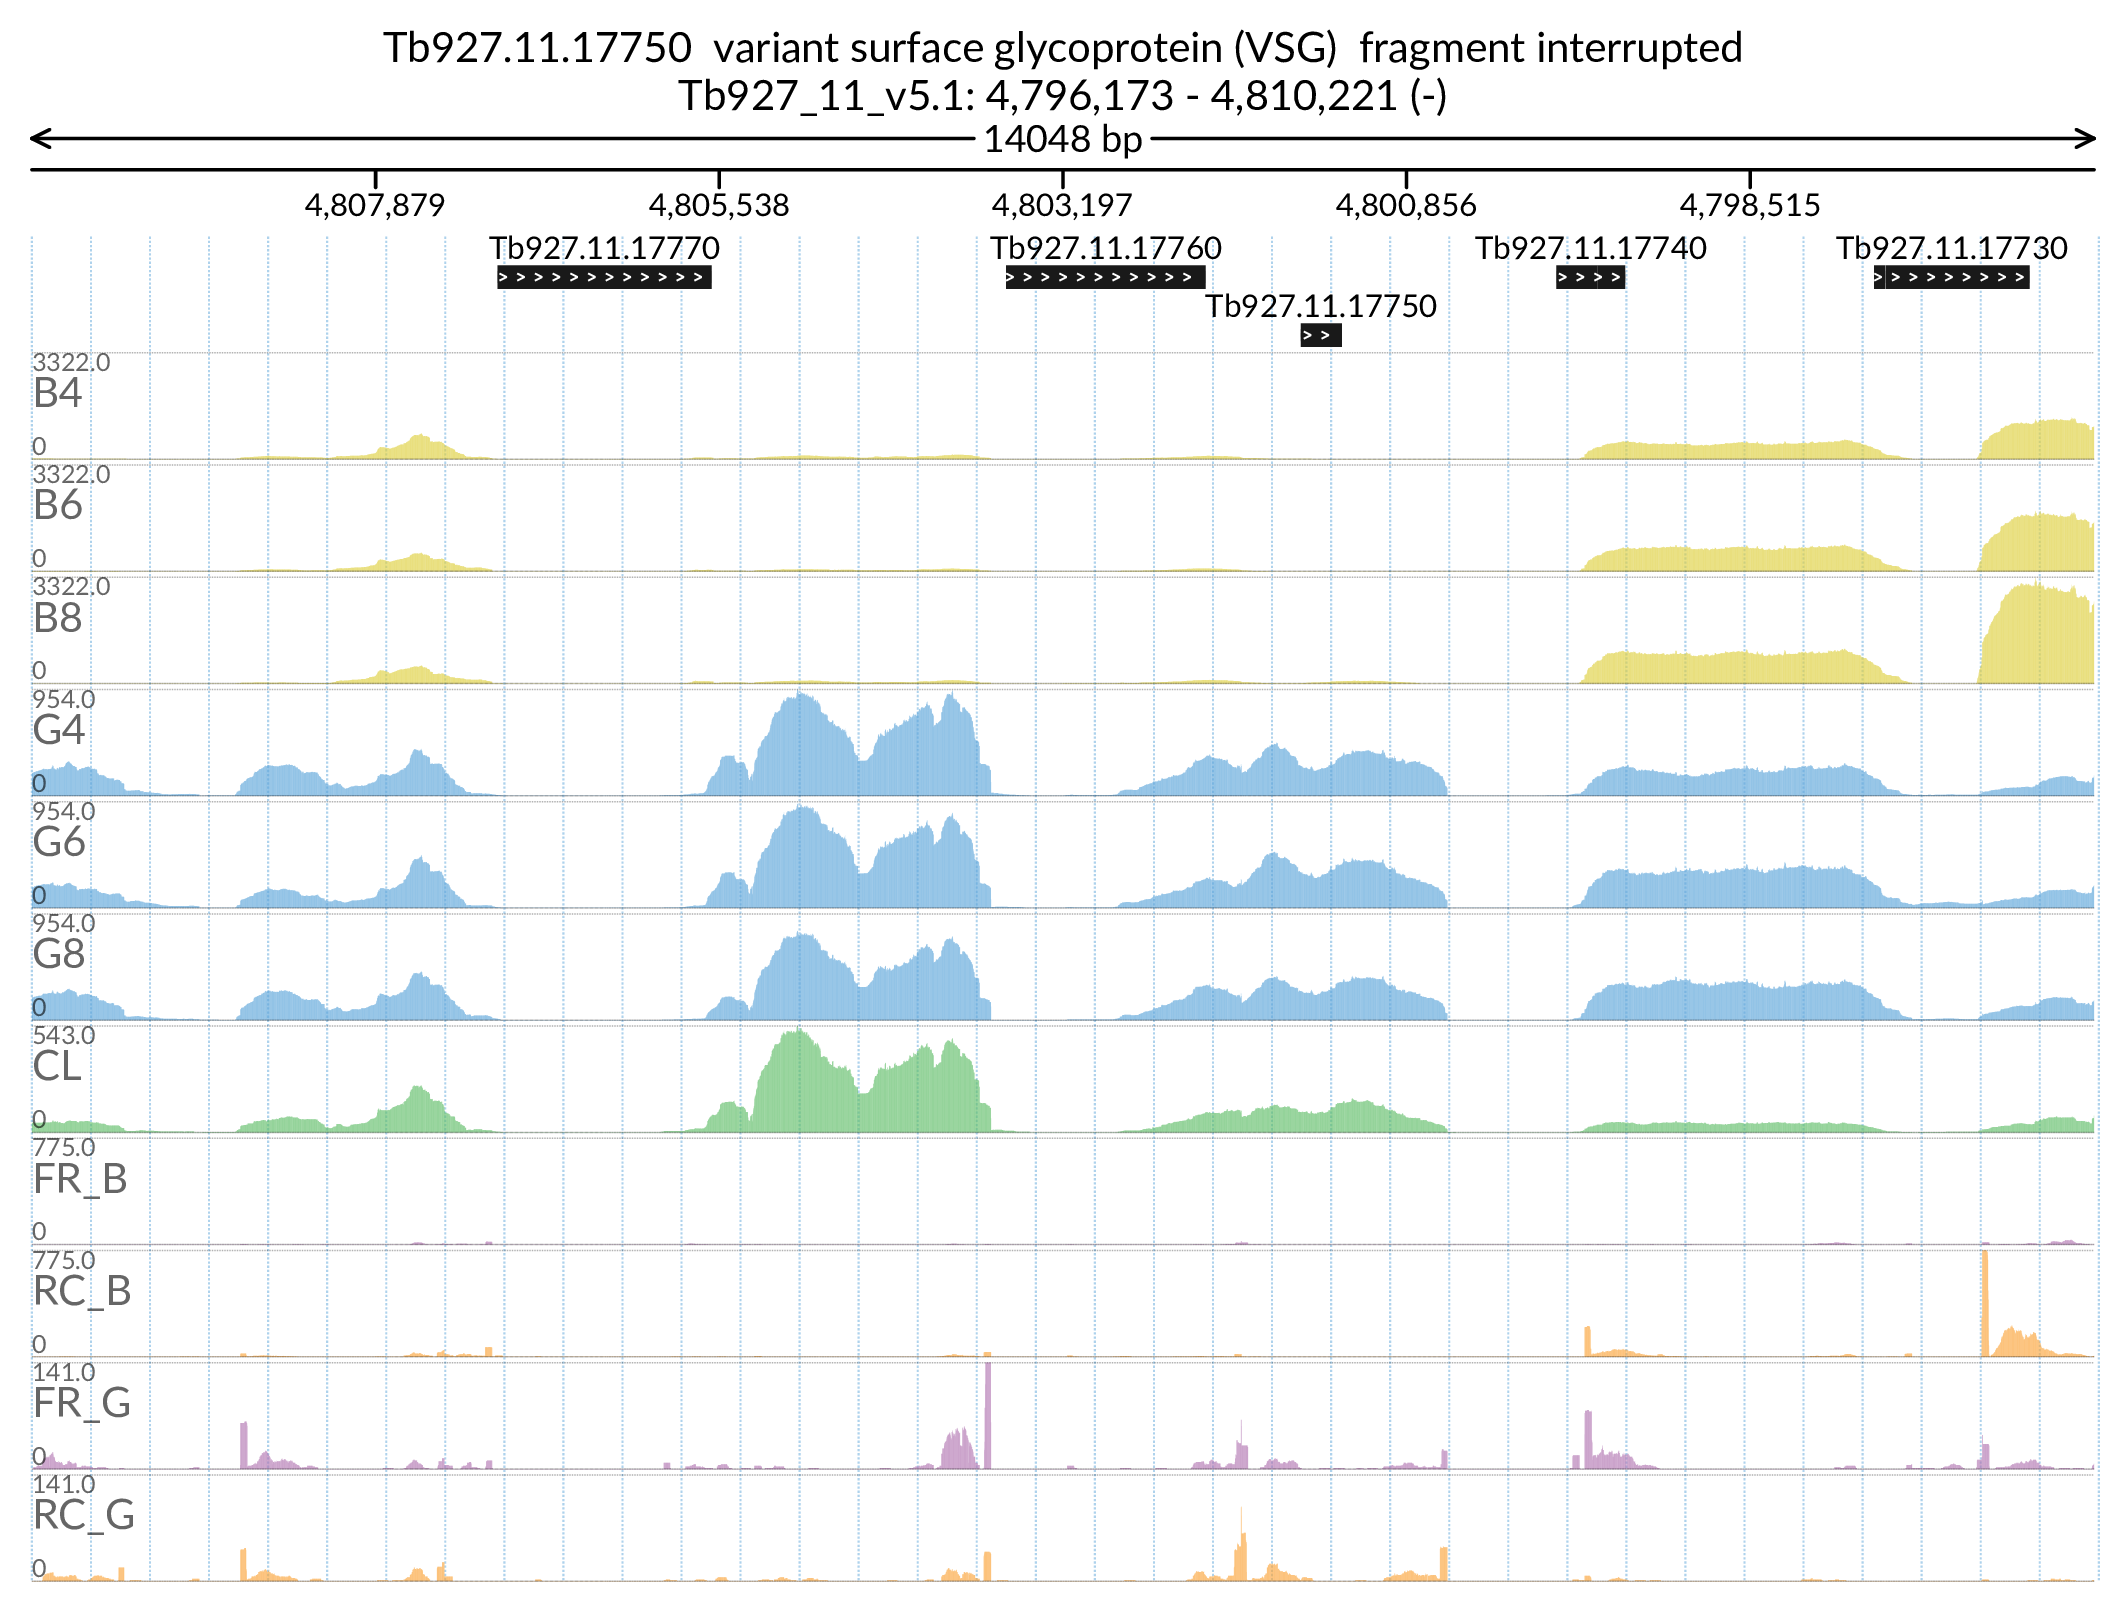 Tb927.11.17750  variant surface glycoprotein (VSG)  fragment interrupted
Tb927_11_v5.1: 4,796,173 - 4,810,221 (-)
14048 bp
4,807,879 4,805,538 4,803,197 4,800,856 4,798,515
Tb927.11.17770 Tb927.11.17760 Tb927.11.17740 Tb927.11.17730
Tb927.11.17750
3322.0
B4
0
3322.0
B6
0
3322.0
B8
0
954.0
G4
0
954.0
G6
0
954.0
G8
0
543.0
CL
0
775.0
FR_B
0
775.0
RC_B
0
141.0
FR_G
0
141.0
RC_G
0